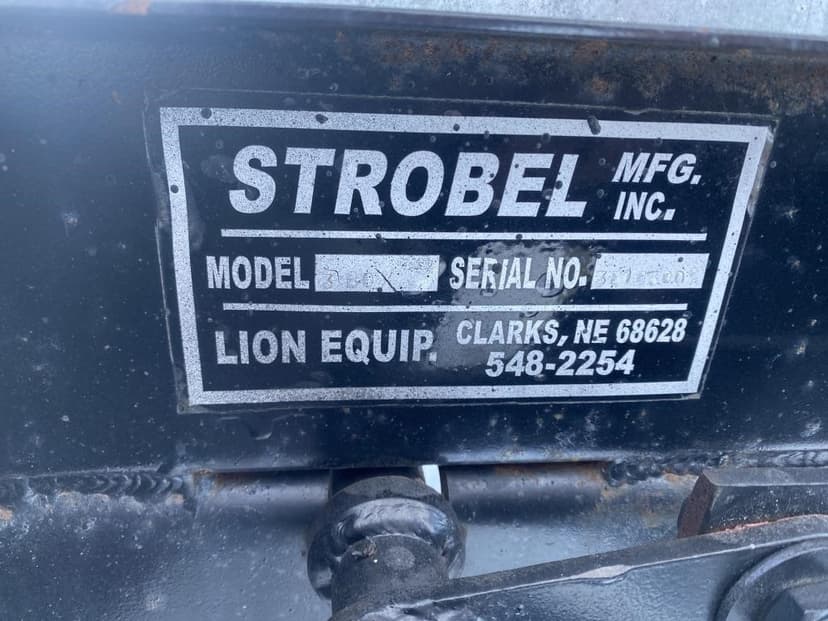 STROBEL MFG. INC.
MODEL SERIAL NO.
LION EQUIP. CLARKS, NE 68628
548-2254